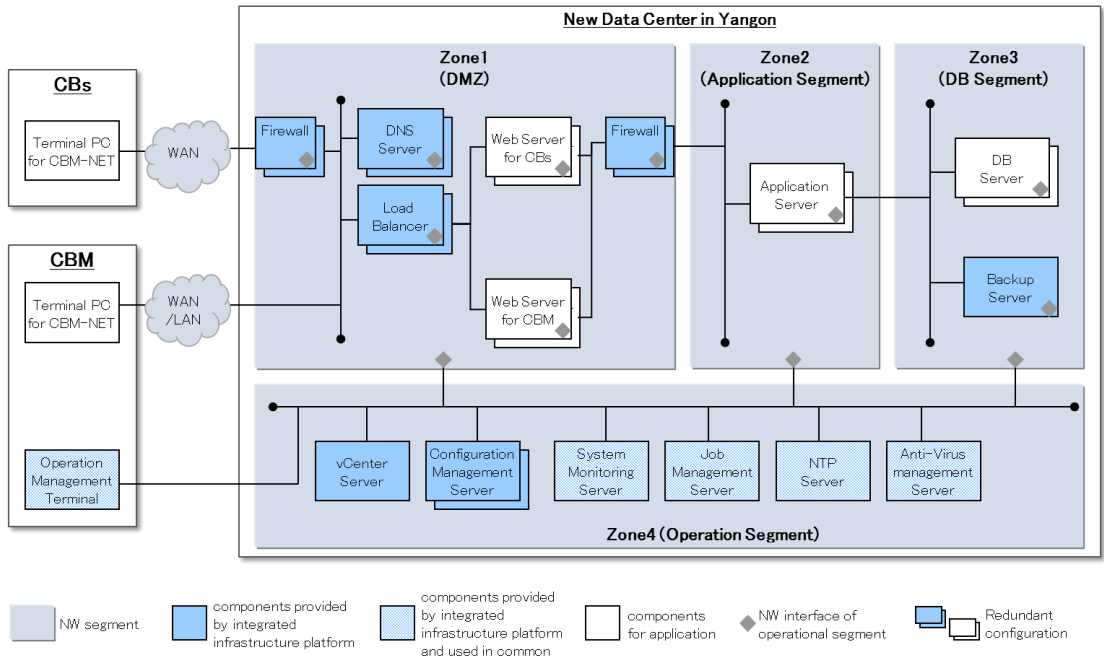 New Data Center in Yangon
CBs
Terminal PC
for CBM-NET
WAN
CBM
Terminal PC
for CBM-NET
WAN
/LAN
Operation
Management
Terminal
Zone1
(DMZ)
Firewall
DNS
Server
Load
Balancer
Web Server
for CBs
Web Server
for CBM
Firewall
Zone2
(Application Segment)
Application
Server
Zone3
(DB Segment)
DB
Server
Backup
Server
vCenter
Server
Configuration
Management
Server
System
Monitoring
Server
Job
Management
Server
NTP
Server
Anti-Virus
management
Server
Zone4 (Operation Segment)
NW segment
components provided
by integrated
infrastructure platform
components provided
by integrated
infrastructure platform
and used in common
components
for application
NW interface of
operational segment
Redundant
configuration